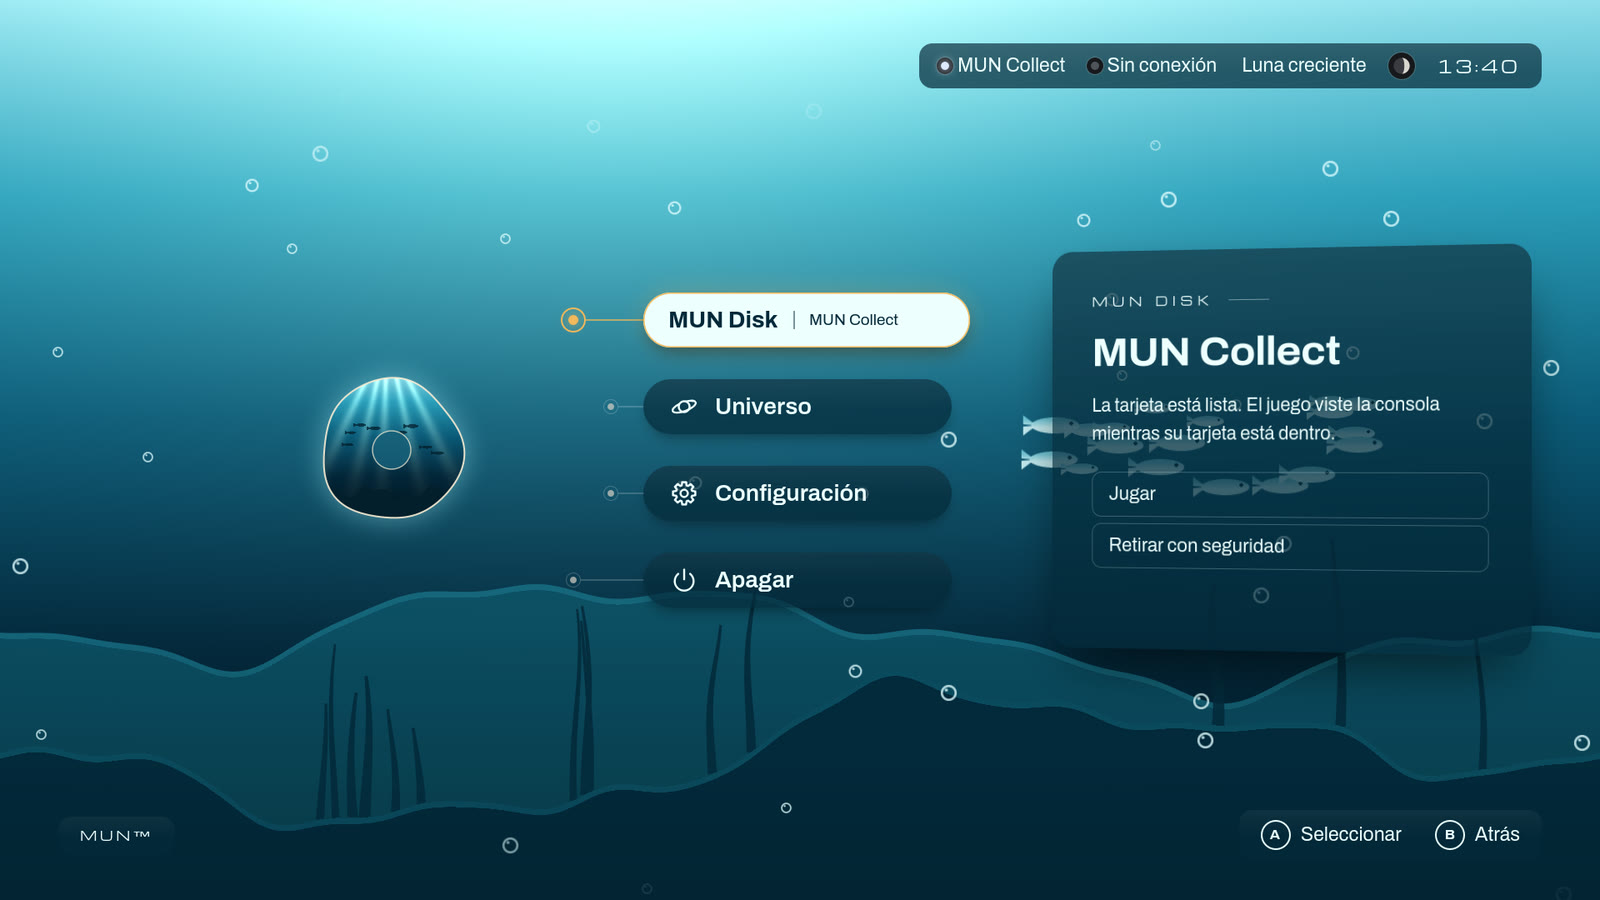 MUN Collect Sin conexión Luna creciente 13:40
MUN Disk | MUN Collect
Universo
Configuración
Apagar
MUN DISK
MUN Collect
La tarjeta está lista. El juego viste la consola
mientras su tarjeta está dentro.
Jugar
Retirar con seguridad
MUN™
A Seleccionar B Atrás